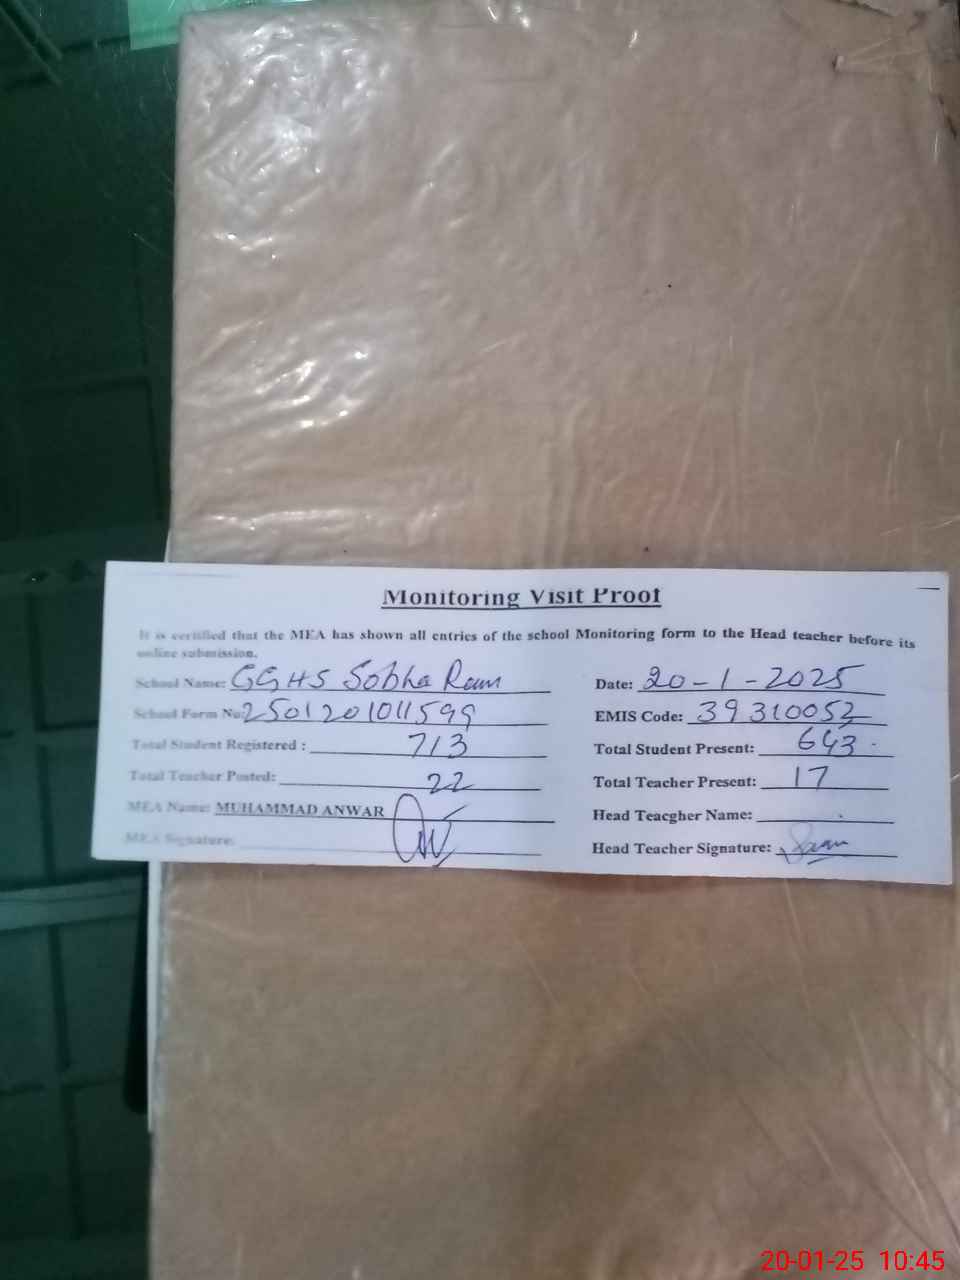 Monitoring Visit Proof
It is certified that the MEA has shown all entries of the school Monitoring form to the Head teacher before its
online submission.
School Name: GGHS Sobha Ram Date: 20-1-2025
School Form No: 2501201011599 EMIS Code: 39310052
Total Student Registered : 713 Total Student Present: 643
Total Teacher Posted: 22 Total Teacher Present: 17
MEA Name: MUHAMMAD ANWAR Head Teacgher Name:
MEA Signature: Head Teacher Signature:
20-01-25 10:45